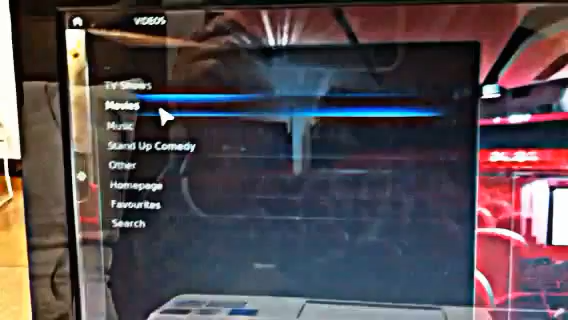 VIDEOS
TV Shows
Movies
Music
Stand Up Comedy
Other
Homepage
Favourites
Search